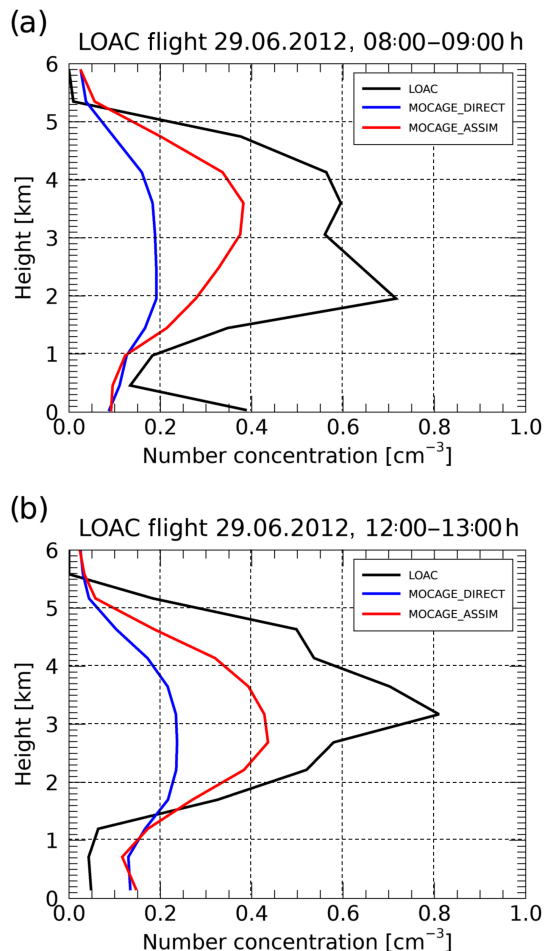 (a)
LOAC flight 29.06.2012, 08:00–09:00 h
6
5
4
3
2
1
0
Height [km]
LOAC
MOCAGE_DIRECT
MOCAGE_ASSIM
0.0 0.2 0.4 0.6 0.8 1.0
Number concentration [cm⁻³]
(b)
LOAC flight 29.06.2012, 12:00–13:00 h
6
5
4
3
2
1
0
Height [km]
LOAC
MOCAGE_DIRECT
MOCAGE_ASSIM
0.0 0.2 0.4 0.6 0.8 1.0
Number concentration [cm⁻³]